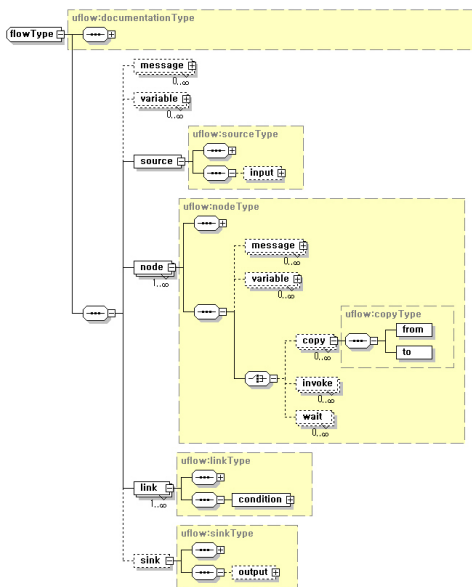 uflow:documentationType
flowType
message
0..∞
variable
0..∞
uflow:sourceType
source
input
uflow:nodeType
node
1..∞
message
0..∞
variable
0..∞
uflow:copyType
copy
0..∞
from
to
invoke
0..∞
wait
0..∞
uflow:linkType
link
1..∞
condition
uflow:sinkType
sink
output